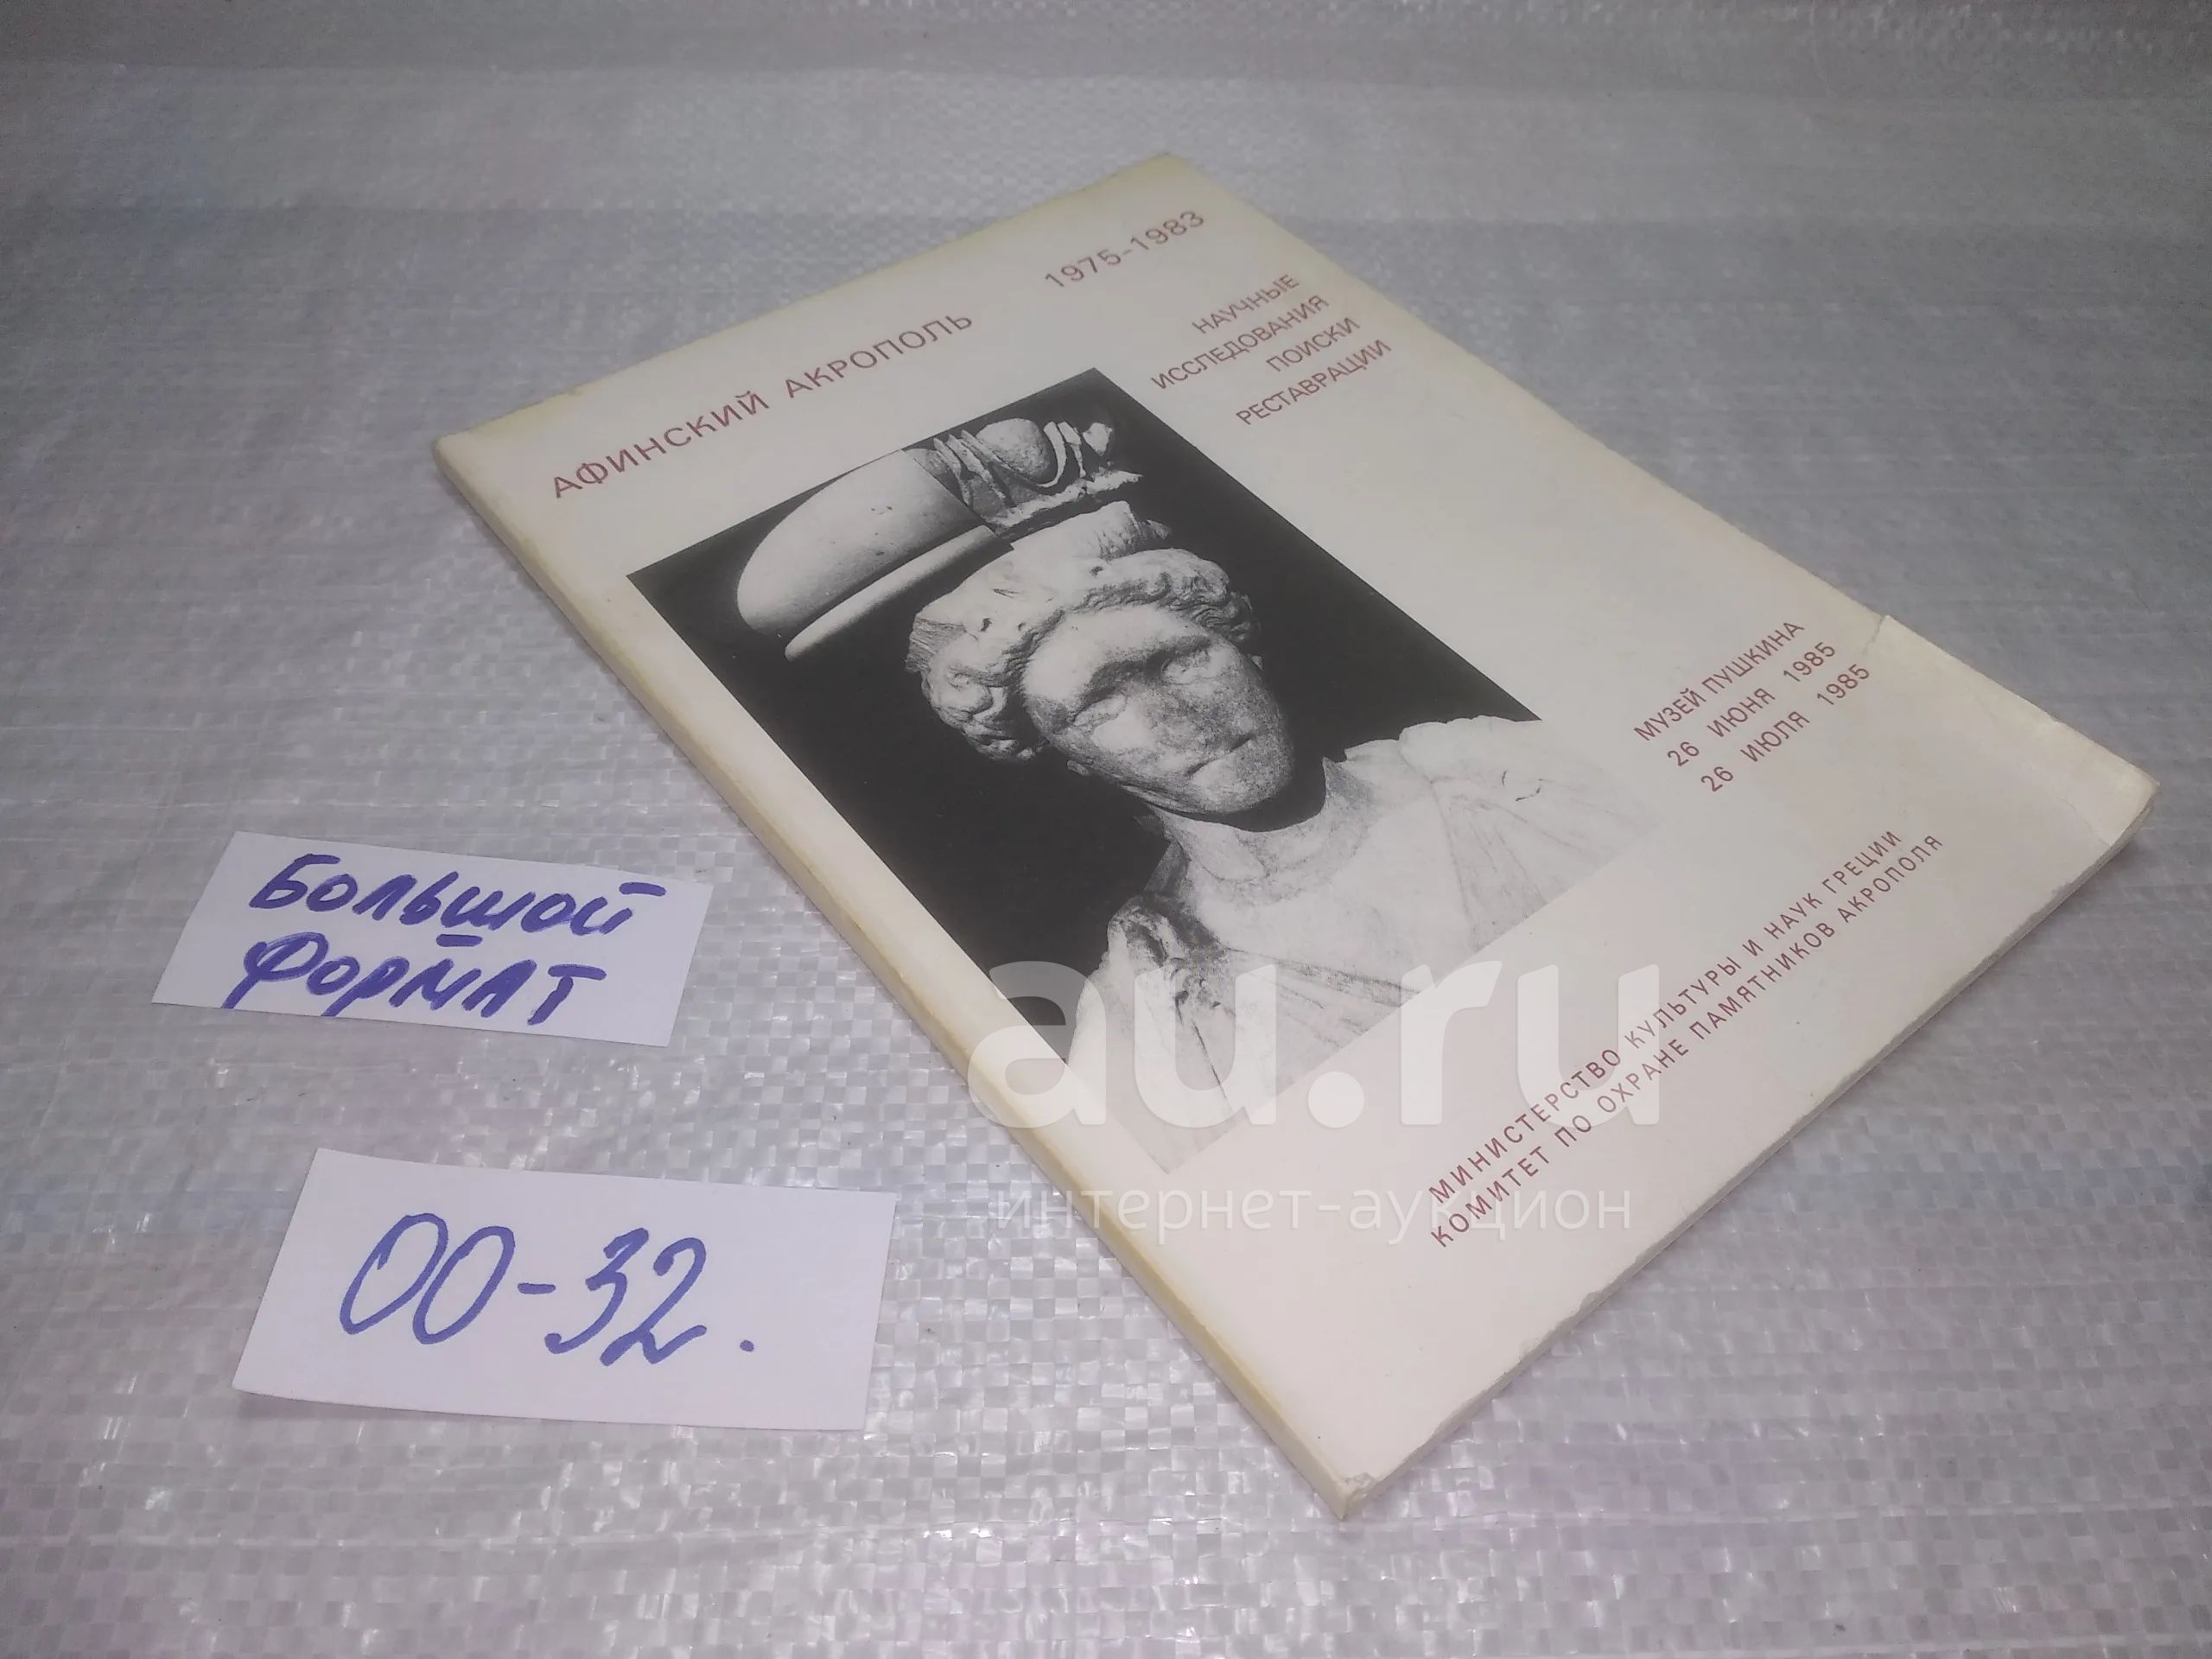 АФИНСКИЙ АКРОПОЛЬ
1975-1983
НАУЧНЫЕ
ИССЛЕДОВАНИЯ
ПОИСКИ
РЕСТАВРАЦИИ
МУЗЕЙ ПУШКИНА
26 ИЮНЯ 1985
26 ИЮЛЯ 1985
МИНИСТЕРСТВО КУЛЬТУРЫ И НАУК ГРЕЦИИ
КОМИТЕТ ПО ОХРАНЕ ПАМЯТНИКОВ АКРОПОЛЯ
БОЛЬШОЙ
ФОРМАТ
ОО-32.
au.ru
интернет-аукцион